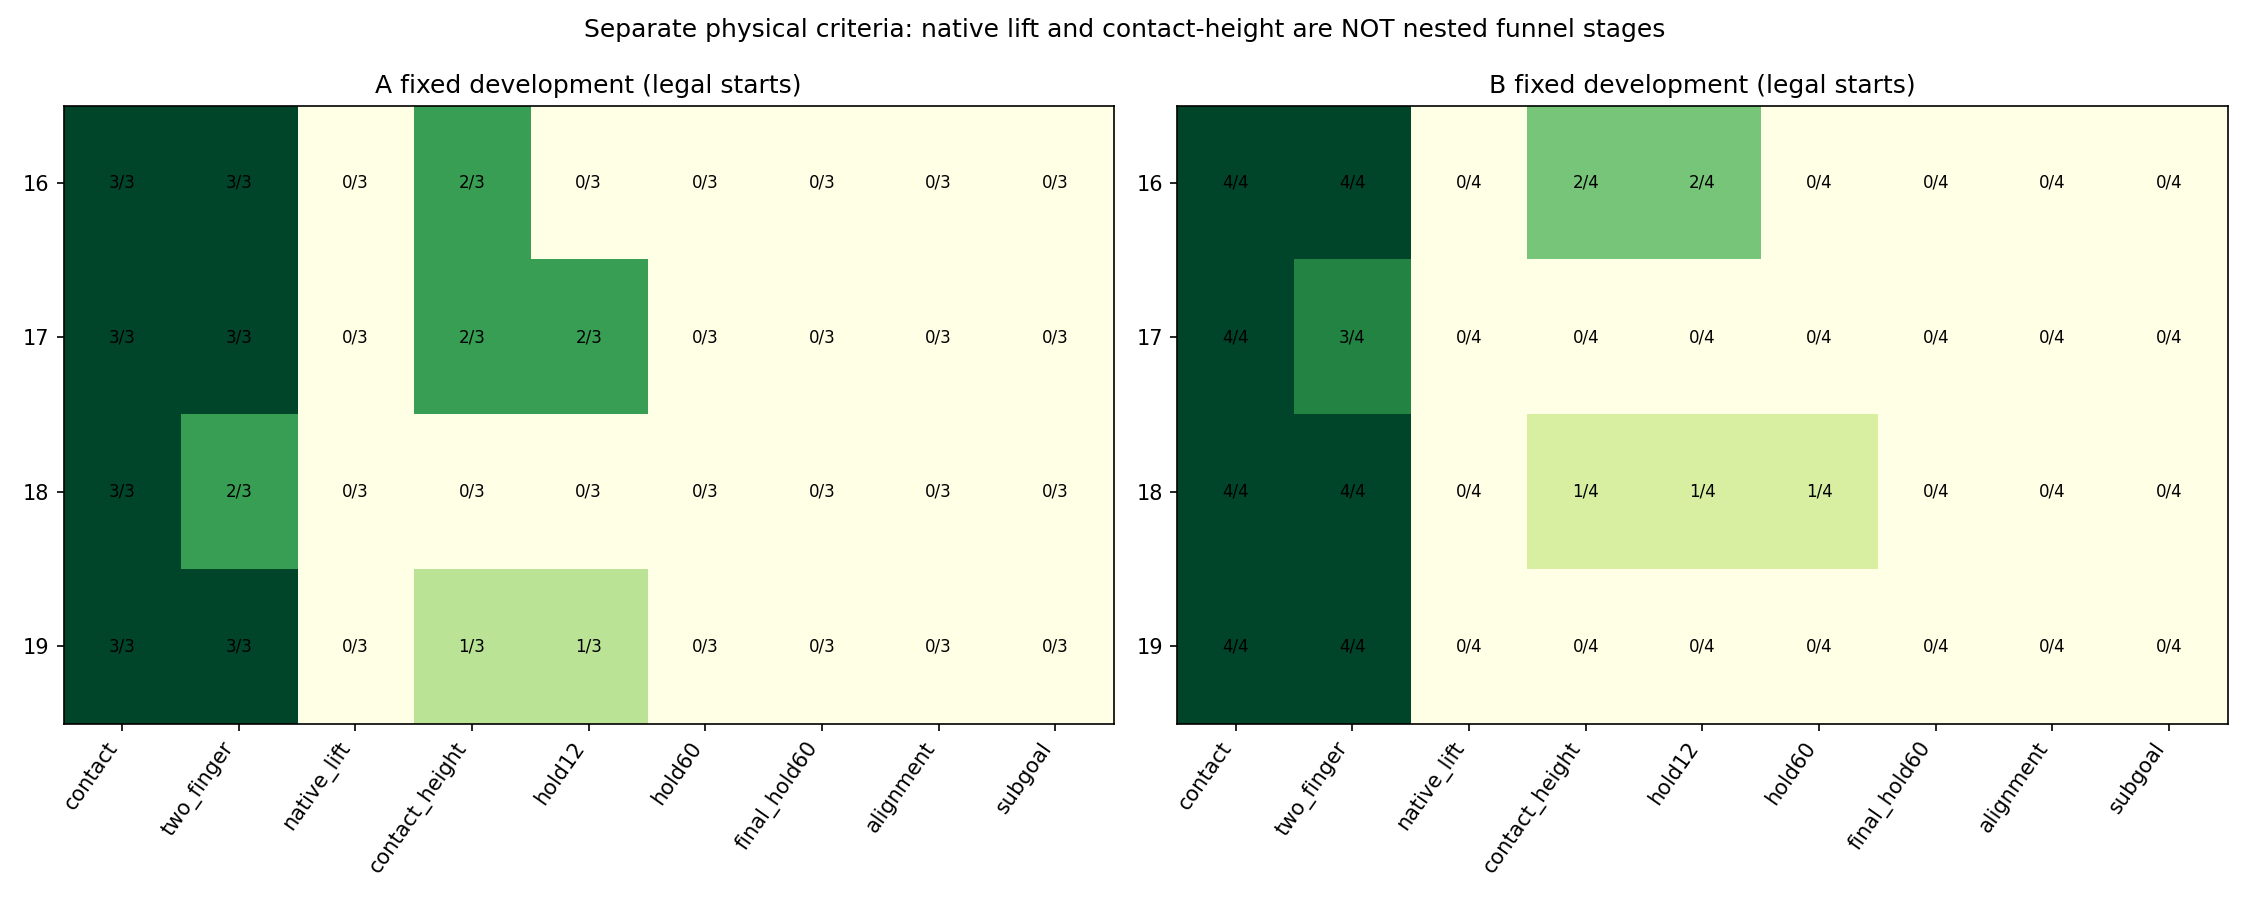 Separate physical criteria: native lift and contact-height are NOT nested funnel stages
A fixed development (legal starts)
16 3/3 3/3 0/3 2/3 0/3 0/3 0/3 0/3 0/3
17 3/3 3/3 0/3 2/3 2/3 0/3 0/3 0/3 0/3
18 3/3 2/3 0/3 0/3 0/3 0/3 0/3 0/3 0/3
19 3/3 3/3 0/3 1/3 1/3 0/3 0/3 0/3 0/3
contact
two_finger
native_lift
contact_height
hold12
hold60
final_hold60
alignment
subgoal
B fixed development (legal starts)
16 4/4 4/4 0/4 2/4 2/4 0/4 0/4 0/4 0/4
17 4/4 3/4 0/4 0/4 0/4 0/4 0/4 0/4 0/4
18 4/4 4/4 0/4 1/4 1/4 1/4 0/4 0/4 0/4
19 4/4 4/4 0/4 0/4 0/4 0/4 0/4 0/4 0/4
contact
two_finger
native_lift
contact_height
hold12
hold60
final_hold60
alignment
subgoal